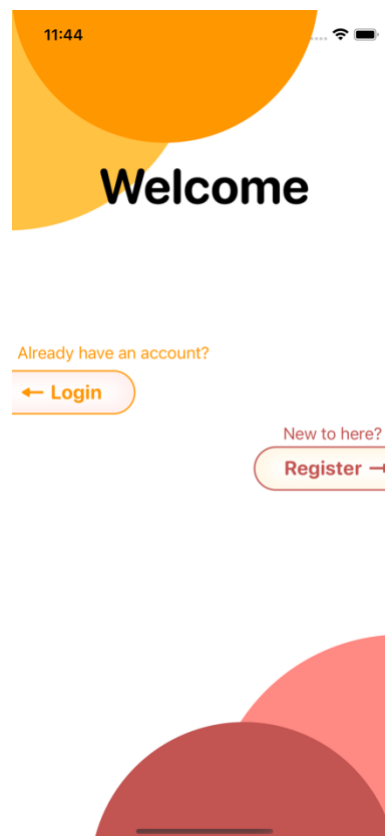 11:44
Welcome
Already have an account?
← Login
New to here?
Register →